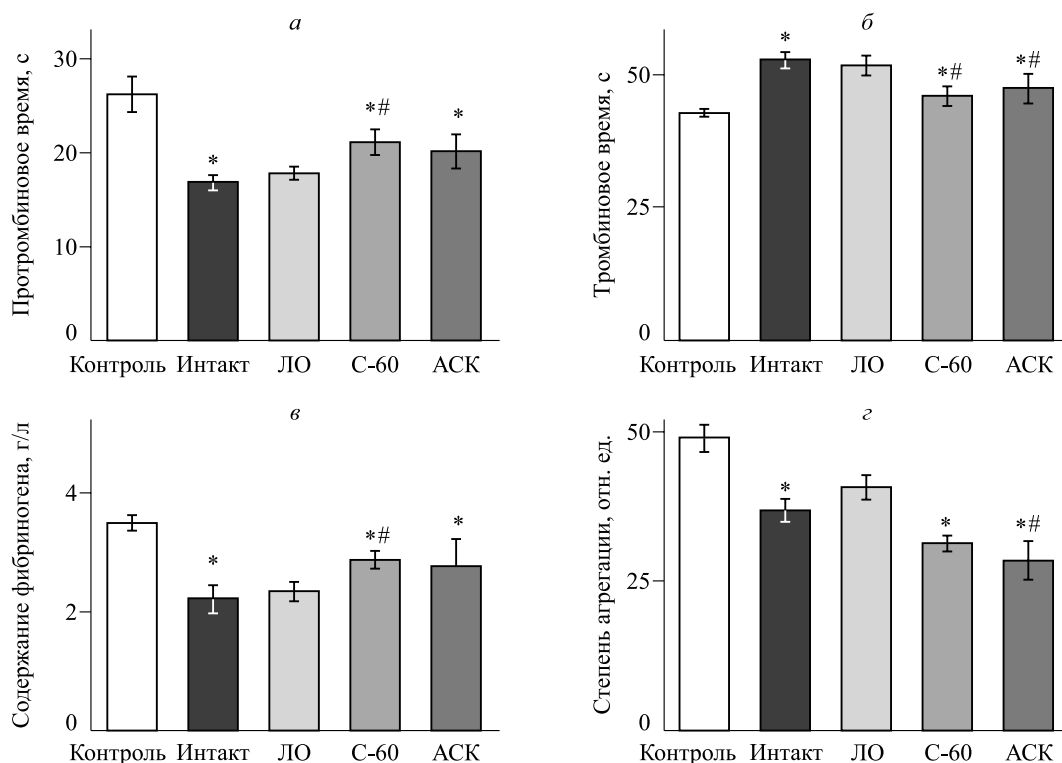 а
Протромбиновое время, с
30
20
10
0
*
*#
*
Контроль Интакт ЛО С-60 АСК
б
Тромбиновое время, с
50
25
0
*
*#
*#
Контроль Интакт ЛО С-60 АСК
в
Содержание фибриногена, г/л
4
2
0
*
*#
*
Контроль Интакт ЛО С-60 АСК
г
Степень агрегации, отн. ед.
50
25
0
*
*
*#
Контроль Интакт ЛО С-60 АСК